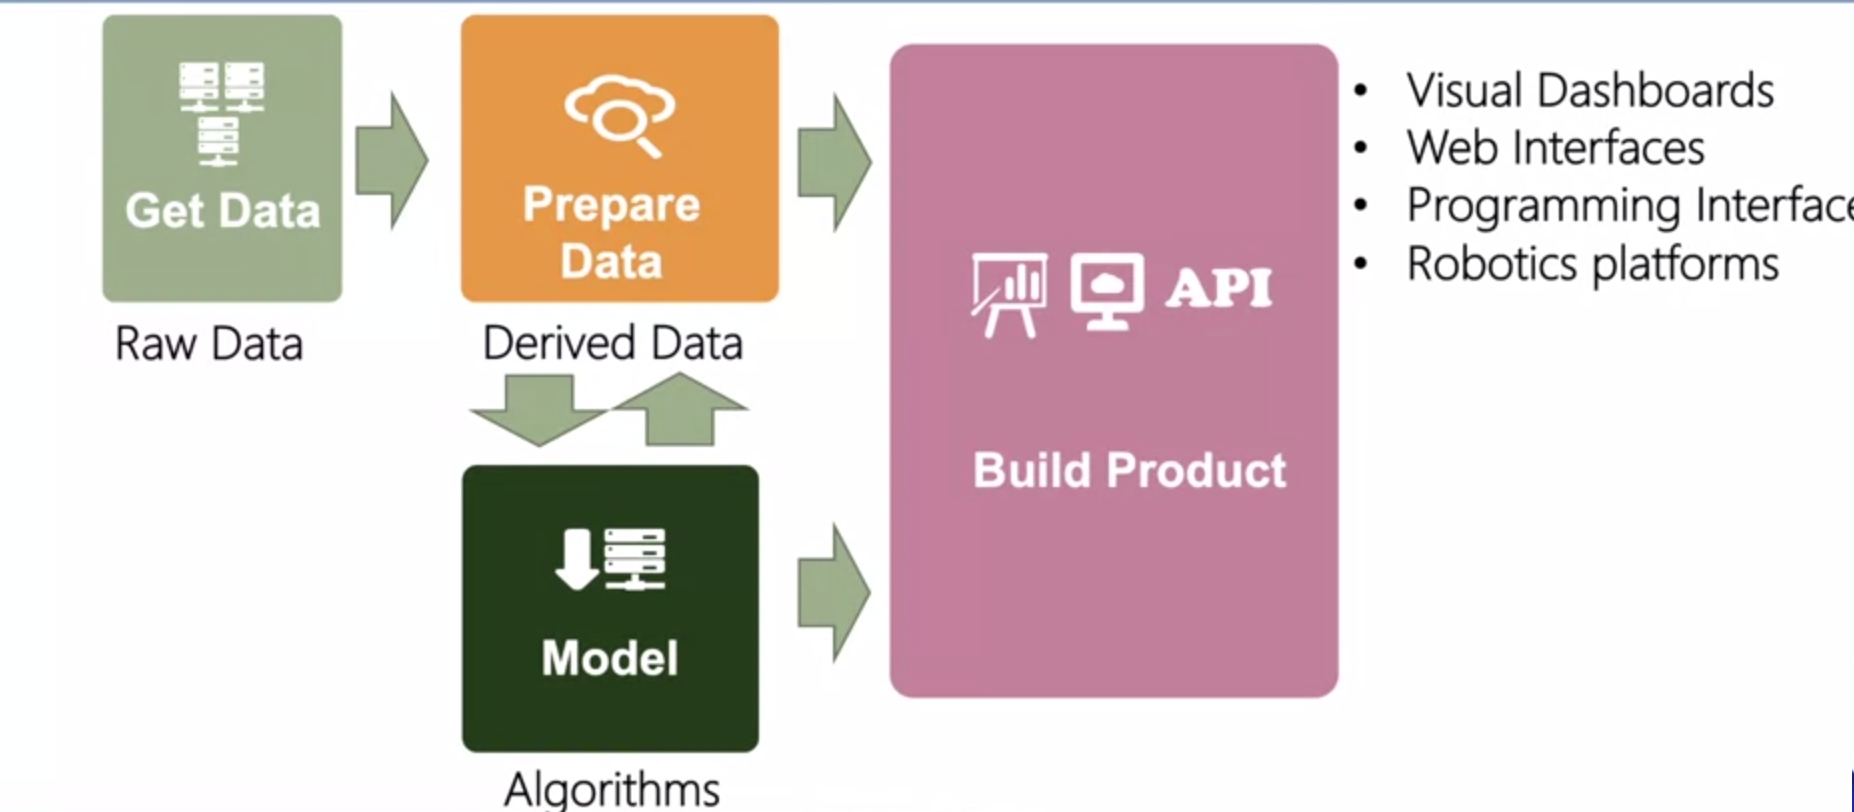 Get Data
Raw Data
Prepare
Data
Derived Data
Model
Algorithms
API
Build Product
• Visual Dashboards
• Web Interfaces
• Programming Interface
• Robotics platforms